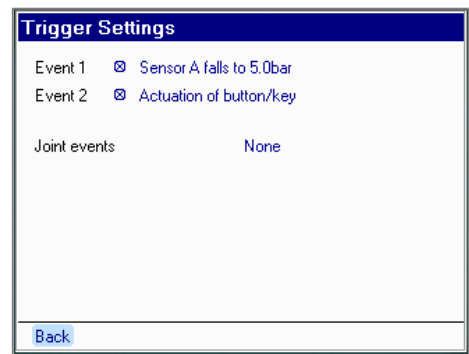 Trigger Settings
Event 1 ⊗ Sensor A falls to 5.0bar
Event 2 ⊗ Actuation of button/key
Joint events None
Back